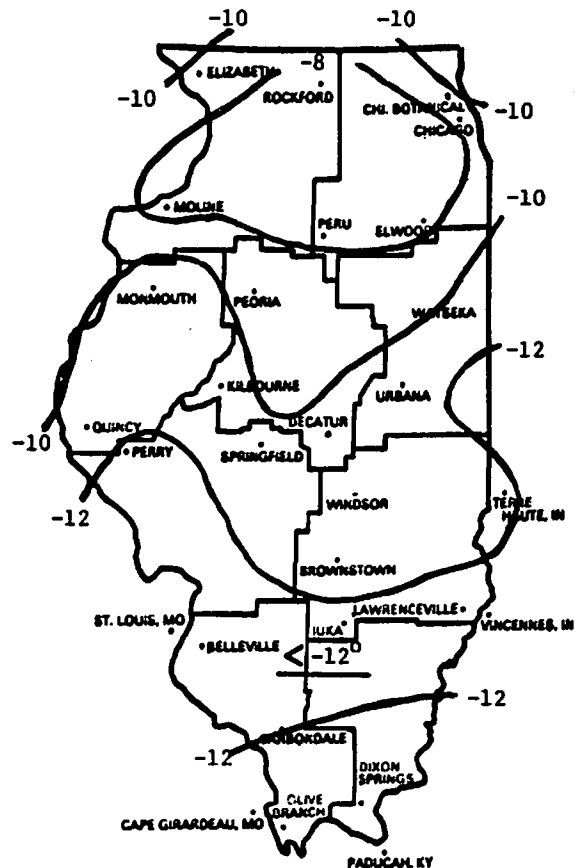 -10
-10
-8
ELIZABETH
-10
ROCKFORD
CHI. BOTANICAL
-10
CHICAGO
-10
MOLINE
PERU
ELWOOD
MONMOUTH
PEORIA
WATSEKA
-12
KILBOURNE
URBANA
DECATUR
-10
QUINCY
PERRY
SPRINGFIELD
-12
WINDSOR
TERRE
HAUTE, IN
BROWNSTOWN
LAWRENCEVILLE
ST. LOUIS, MO
IUKA
VINCENNES, IN
BELLEVILLE
< -12
-12
CARBONDALE
-12
DIXON
SPRINGS
OLIVE
BRANCH
CAPE GIRARDEAU, MO
PADUCAH, KY